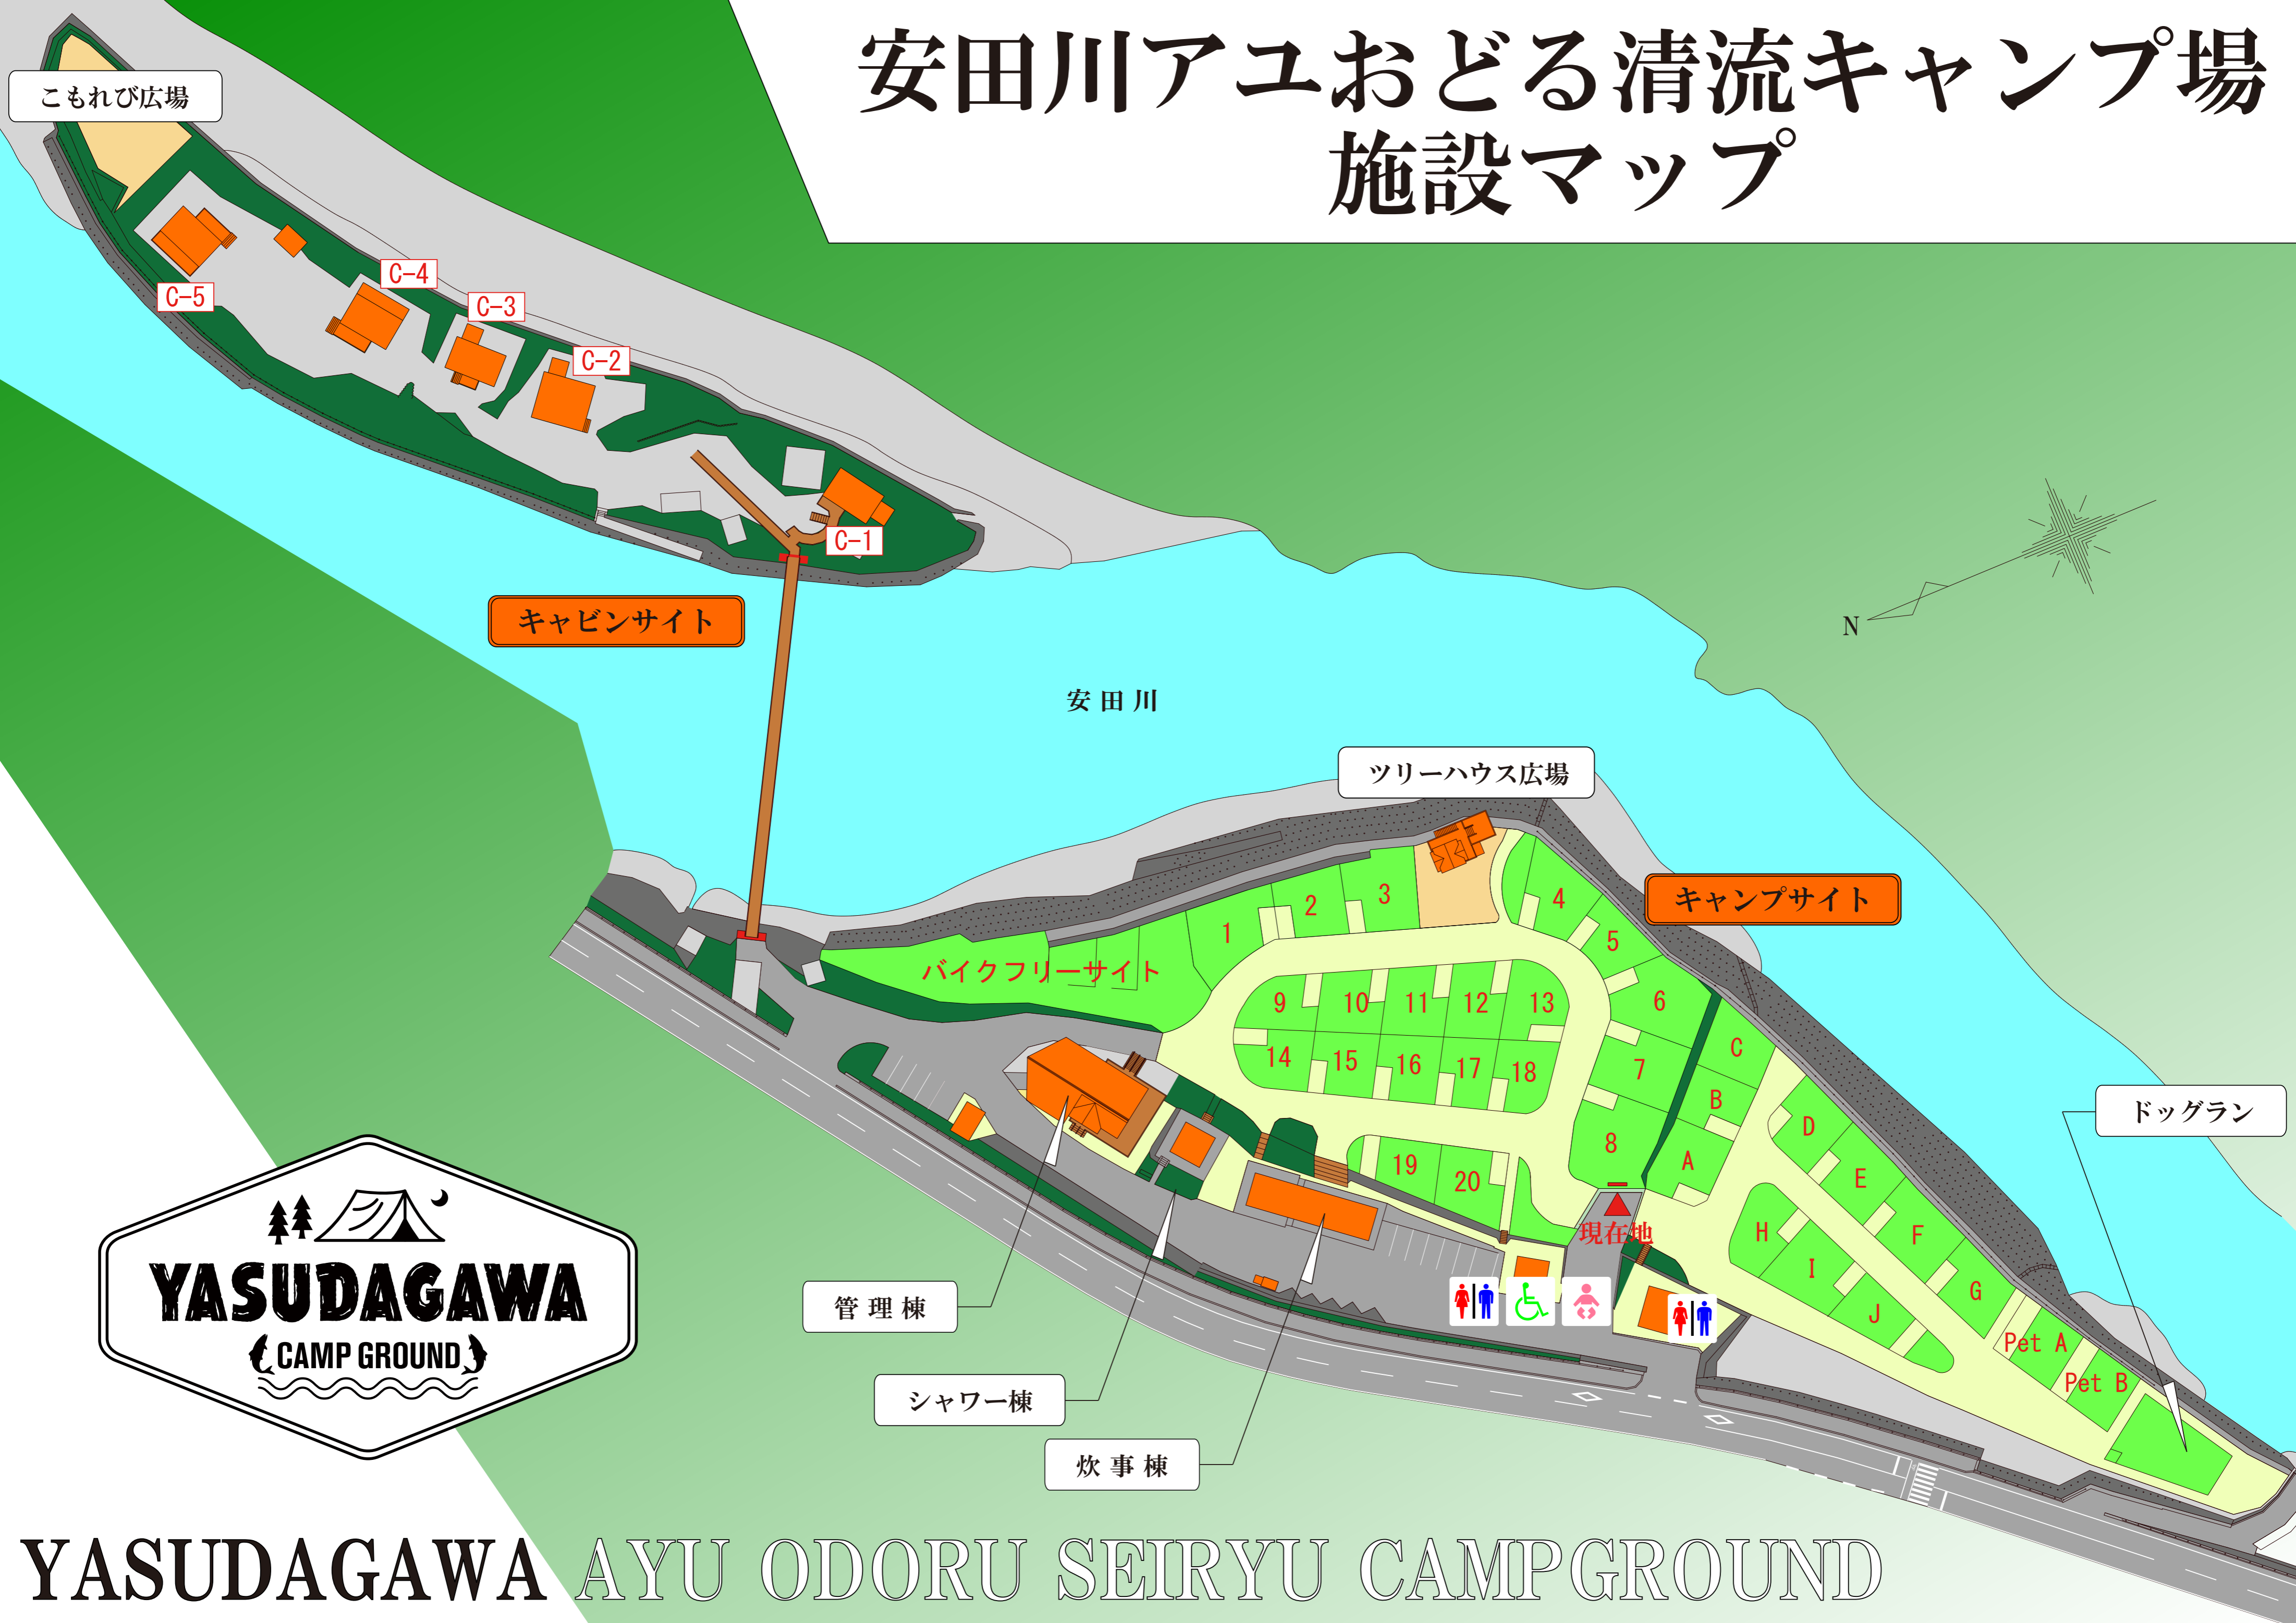 安田川アユおどる清流キャンプ場
施設マップ
こもれび広場
C-5
C-4
C-3
C-2
C-1
キャビンサイト
N
安田川
ツリーハウス広場
キャンプサイト
バイクフリーサイト
1
2
3
4
5
6
7
8
9
10
11
12
13
14
15
16
17
18
19
20
A
B
C
D
E
F
G
H
I
J
Pet A
Pet B
ドッグラン
現在地
管理棟
シャワー棟
炊事棟
YASUDAGAWA
CAMP GROUND
YASUDAGAWA AYU ODORU SEIRYU CAMPGROUND